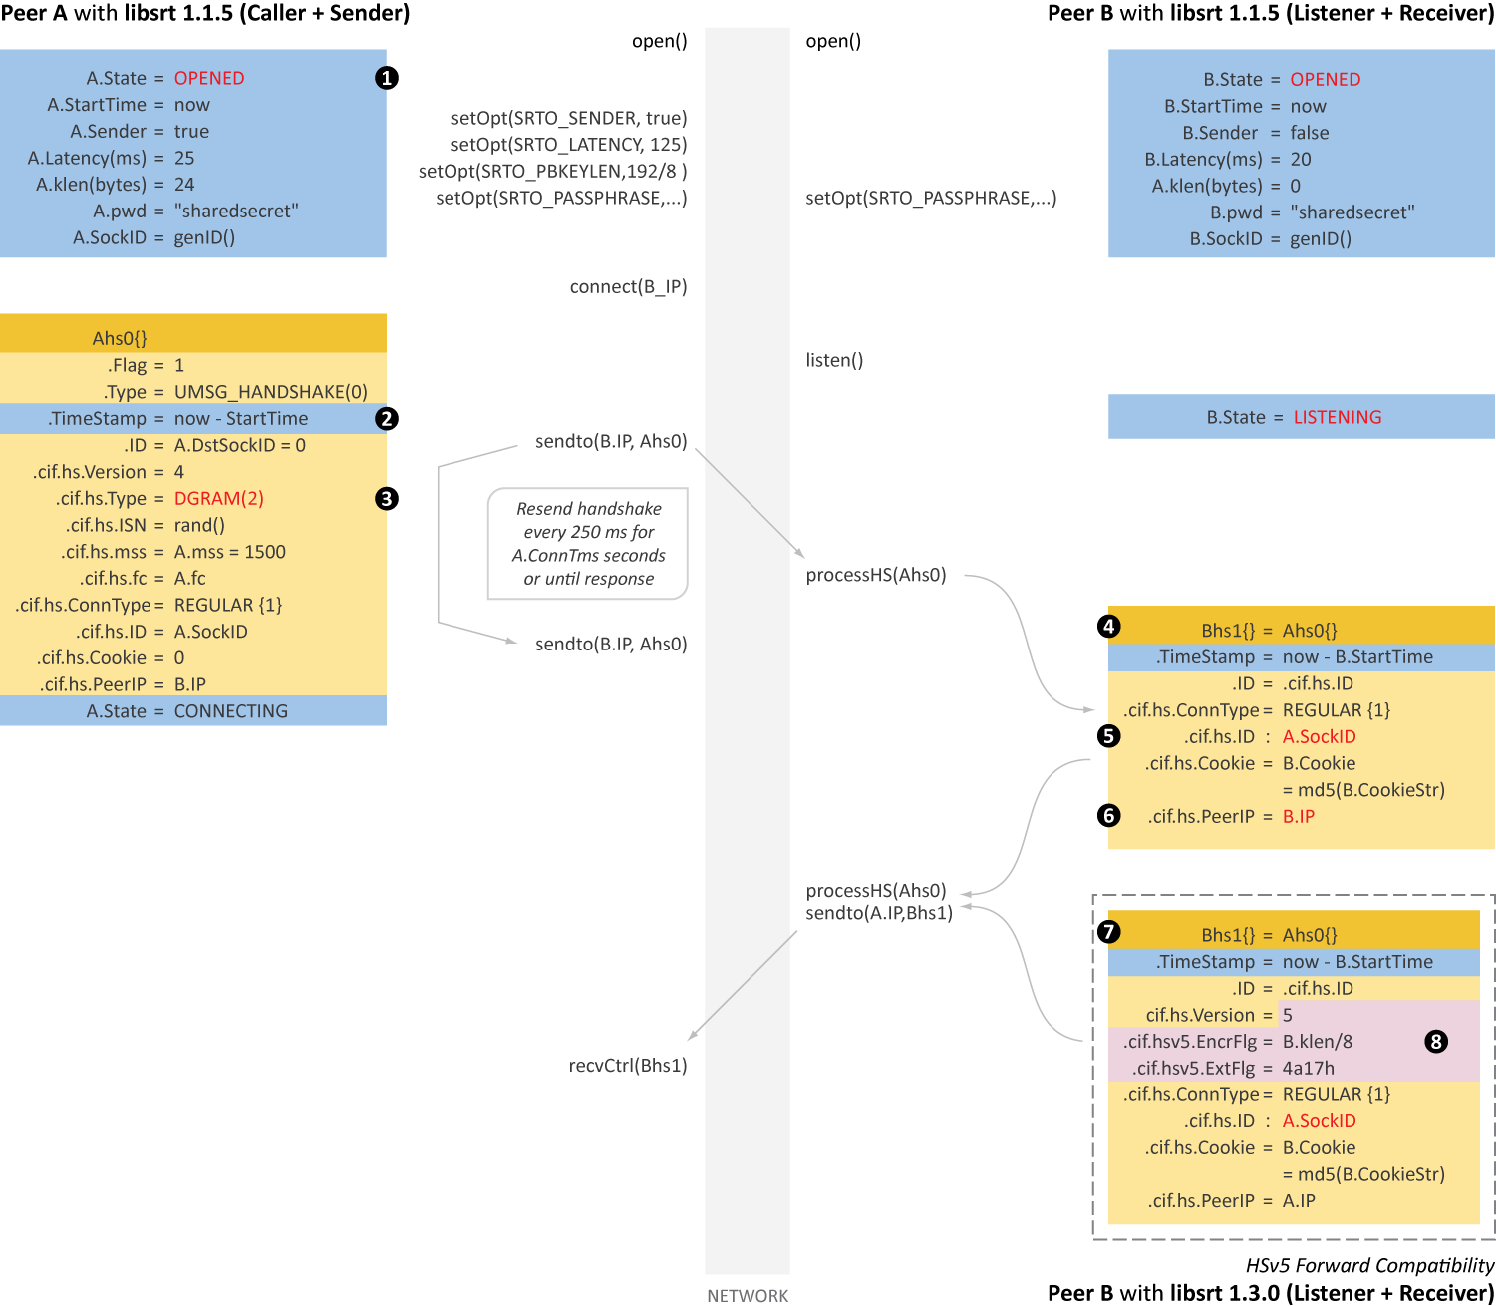 Peer A with libsrt 1.1.5 (Caller + Sender)
A.State = OPENED
1
A.StartTime = now
A.Sender = true
A.Latency(ms) = 25
A.klen(bytes) = 24
A.pwd = "sharedsecret"
A.SockID = genID()
Ahs0{}
.Flag = 1
.Type = UMSG_HANDSHAKE(0)
.TimeStamp = now - StartTime
2
.ID = A.DstSockID = 0
.cif.hs.Version = 4
.cif.hs.Type = DGRAM(2)
3
.cif.hs.ISN = rand()
.cif.hs.mss = A.mss = 1500
.cif.hs.fc = A.fc
.cif.hs.ConnType = REGULAR {1}
.cif.hs.ID = A.SockID
.cif.hs.Cookie = 0
.cif.hs.PeerIP = B.IP
A.State = CONNECTING
open()
setOpt(SRTO_SENDER, true)
setOpt(SRTO_LATENCY, 125)
setOpt(SRTO_PBKEYLEN,192/8 )
setOpt(SRTO_PASSPHRASE,...)
connect(B_IP)
sendto(B.IP, Ahs0)
Resend handshake
every 250 ms for
A.ConnTms seconds
or until response
sendto(B.IP, Ahs0)
recvCtrl(Bhs1)
NETWORK
open()
setOpt(SRTO_PASSPHRASE,...)
listen()
processHS(Ahs0)
processHS(Ahs0)
sendto(A.IP,Bhs1)
Peer B with libsrt 1.1.5 (Listener + Receiver)
B.State = OPENED
B.StartTime = now
B.Sender = false
B.Latency(ms) = 20
A.klen(bytes) = 0
B.pwd = "sharedsecret"
B.SockID = genID()
B.State = LISTENING
4
Bhs1{} = Ahs0{}
.TimeStamp = now - B.StartTime
.ID = .cif.hs.ID
.cif.hs.ConnType = REGULAR {1}
5
.cif.hs.ID : A.SockID
.cif.hs.Cookie = B.Cookie
= md5(B.CookieStr)
6
.cif.hs.PeerIP = B.IP
7
Bhs1{} = Ahs0{}
.TimeStamp = now - B.StartTime
.ID = .cif.hs.ID
cif.hs.Version = 5
.cif.hsv5.EncrFlg = B.klen/8
8
.cif.hsv5.ExtFlg = 4a17h
.cif.hs.ConnType = REGULAR {1}
.cif.hs.ID : A.SockID
.cif.hs.Cookie = B.Cookie
= md5(B.CookieStr)
.cif.hs.PeerIP = A.IP
HSv5 Forward Compatibility
Peer B with libsrt 1.3.0 (Listener + Receiver)